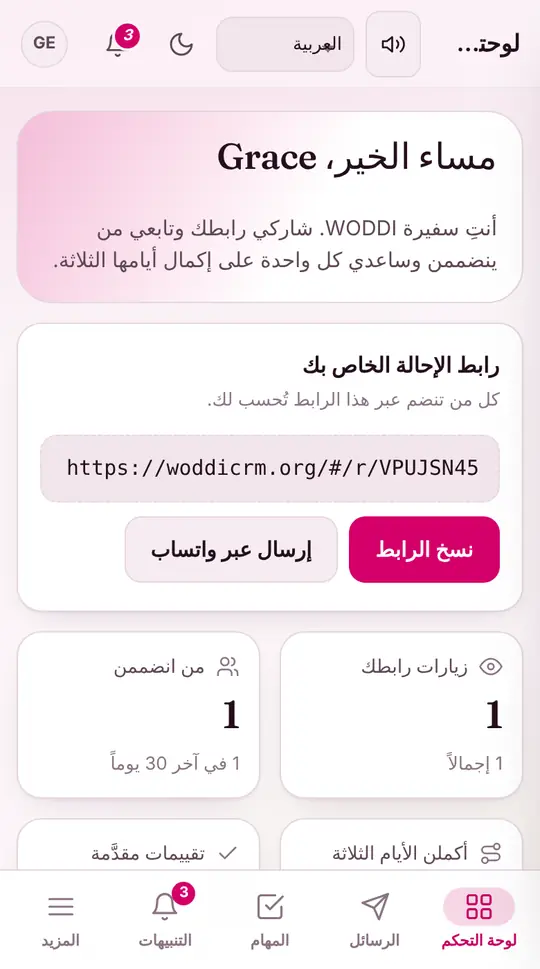 لوحتـ...
العربية
3
GE
مساء الخير، Grace
أنتِ سفيرة WODDI. شاركي رابطك وتابعي من
ينضممن وساعدي كل واحدة على إكمال أيامها الثلاثة.
رابط الإحالة الخاص بك
كل من تنضم عبر هذا الرابط تُحسب لك.
https://woddicrm.org/#/r/VPUJSN45
نسخ الرابط
إرسال عبر واتساب
زيارات رابطك
1
1 إجمالاً
من انضممن
1
1 في آخر 30 يوماً
أكملن الأيام الثلاثة
تقييمات مقدَّمة
لوحة التحكم
الرسائل
المهام
3
التنبيهات
المزيد